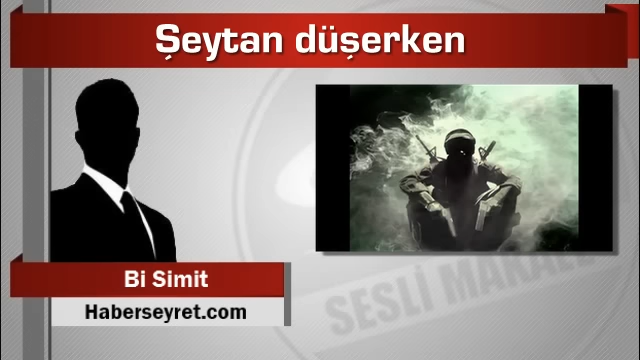 Şeytan düşerken
Bi Simit
Haberseyret.com
SESLİ MAKALE